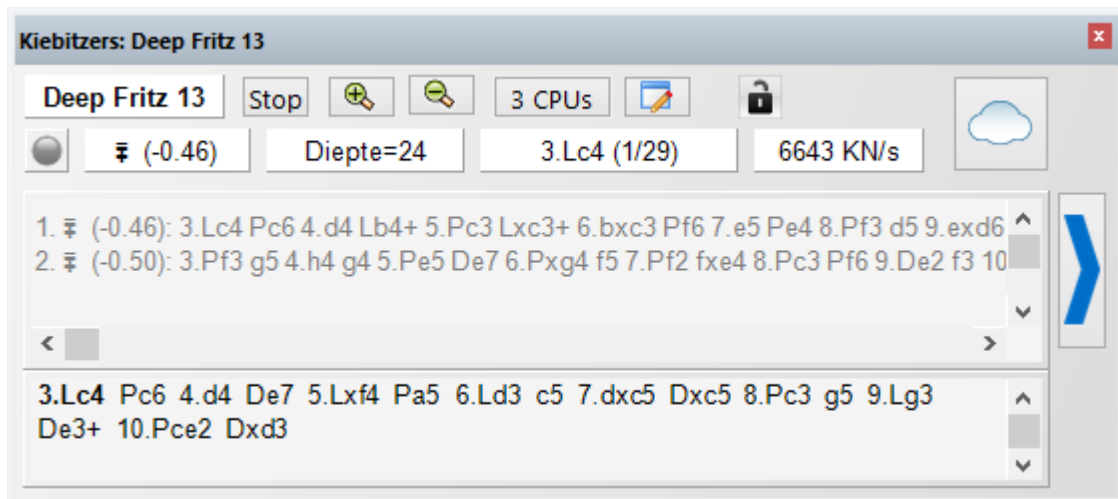 Kiebitzers: Deep Fritz 13
Deep Fritz 13 Stop 3 CPUs
⩱ (-0.46) Diepte=24 3.Lc4 (1/29) 6643 KN/s
1. ⩱ (-0.46): 3.Lc4 Pc6 4.d4 Lb4+ 5.Pc3 Lxc3+ 6.bxc3 Pf6 7.e5 Pe4 8.Pf3 d5 9.exd6
2. ⩱ (-0.50): 3.Pf3 g5 4.h4 g4 5.Pe5 De7 6.Pxg4 f5 7.Pf2 fxe4 8.Pc3 Pf6 9.De2 f3 10
3.Lc4 Pc6 4.d4 De7 5.Lxf4 Pa5 6.Ld3 c5 7.dxc5 Dxc5 8.Pc3 g5 9.Lg3
De3+ 10.Pce2 Dxd3